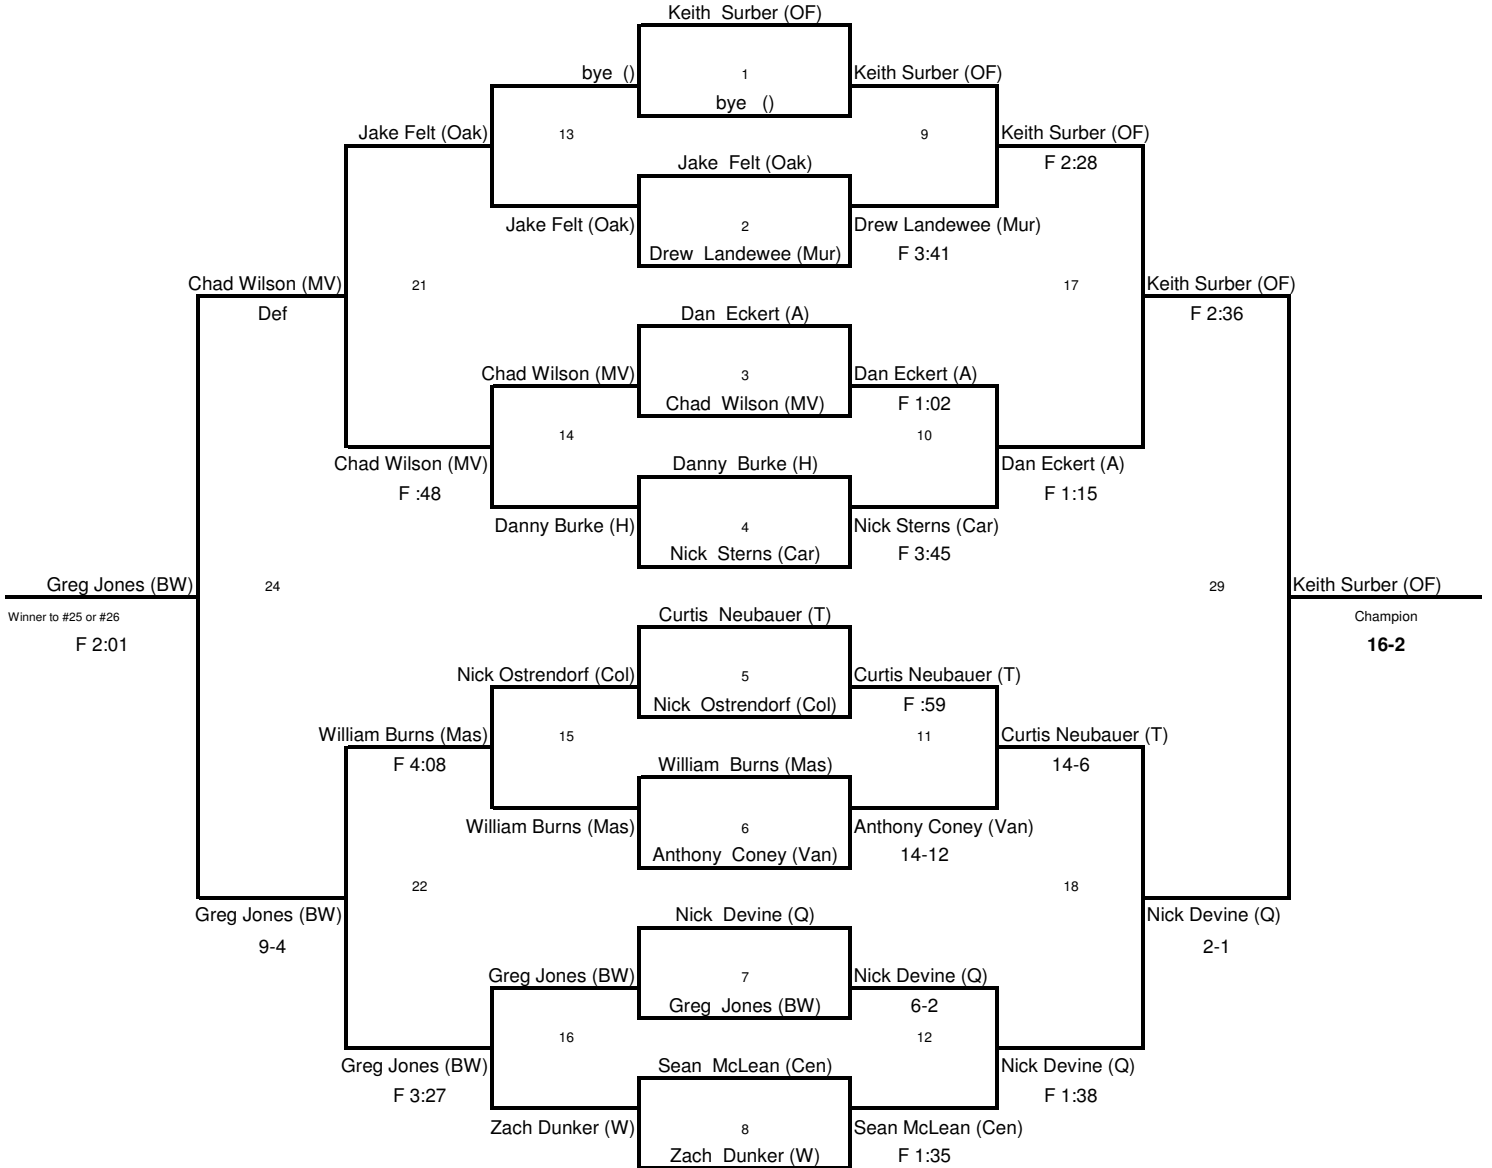 Keith Surber (OF)
bye () 1 Keith Surber (OF)
bye ()
Jake Felt (Oak) 13 9 Keith Surber (OF)
Jake Felt (Oak) F 2:28
Jake Felt (Oak) 2 Drew Landewee (Mur)
Drew Landewee (Mur) F 3:41
Chad Wilson (MV) 21 17 Keith Surber (OF)
Def Dan Eckert (A) F 2:36
Chad Wilson (MV) 3 Dan Eckert (A)
Chad Wilson (MV) F 1:02
14 10
Chad Wilson (MV) Danny Burke (H) Dan Eckert (A)
F :48 F 1:15
Danny Burke (H) 4 Nick Sterns (Car)
Nick Sterns (Car) F 3:45
Greg Jones (BW) 24 29 Keith Surber (OF)
Winner to #25 or #26 Curtis Neubauer (T) Champion
F 2:01 16-2
Nick Ostrendorf (Col) 5 Curtis Neubauer (T)
Nick Ostrendorf (Col) F :59
William Burns (Mas) 15 11 Curtis Neubauer (T)
F 4:08 William Burns (Mas) 14-6
William Burns (Mas) 6 Anthony Coney (Van)
Anthony Coney (Van) 14-12
22 18
Greg Jones (BW) Nick Devine (Q) Nick Devine (Q)
9-4 2-1
Greg Jones (BW) 7 Nick Devine (Q)
Greg Jones (BW) 6-2
16 12
Greg Jones (BW) Sean McLean (Cen) Nick Devine (Q)
F 3:27 F 1:38
Zach Dunker (W) 8 Sean McLean (Cen)
Zach Dunker (W) F 1:35